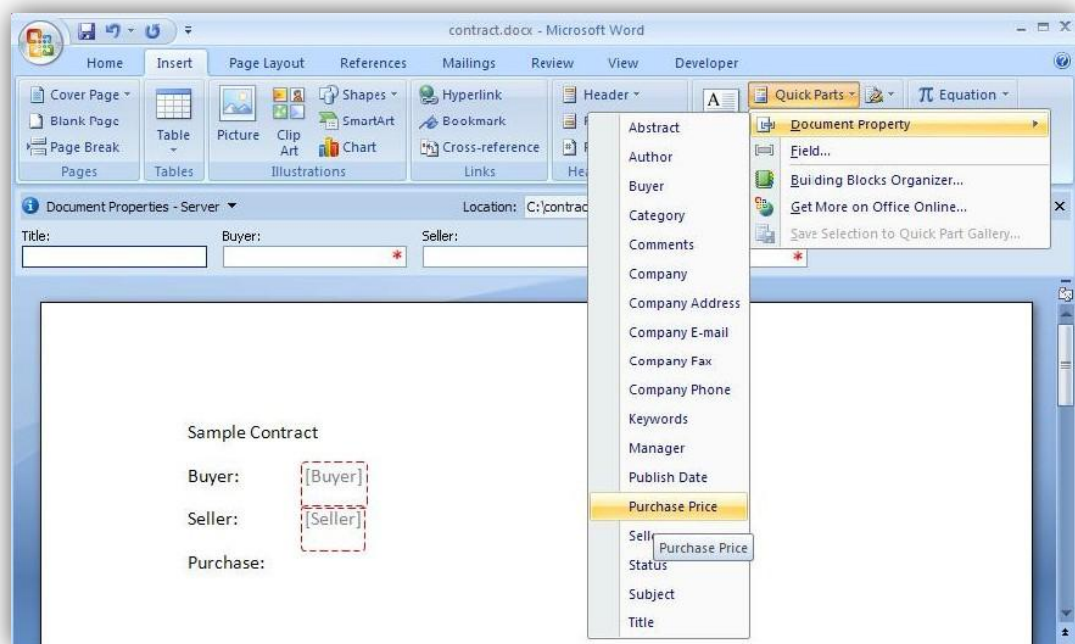 contract.docx - Microsoft Word
Home Insert Page Layout References Mailings Review View Developer
Cover Page
Blank Page
Page Break
Pages
Table
Tables
Picture
Clip Art
Shapes
SmartArt
Chart
Illustrations
Hyperlink
Bookmark
Cross-reference
Links
Header
A
Quick Parts
π Equation
Document Property
Field...
Building Blocks Organizer...
Get More on Office Online...
Save Selection to Quick Part Gallery...
Document Properties - Server
Location: C:\contrac
Title:
Buyer:
Seller:
*
*
Abstract
Author
Buyer
Category
Comments
Company
Company Address
Company E-mail
Company Fax
Company Phone
Keywords
Manager
Publish Date
Purchase Price
Purchase Price
Status
Subject
Title
Sample Contract
Buyer: [Buyer]
Seller: [Seller]
Purchase: